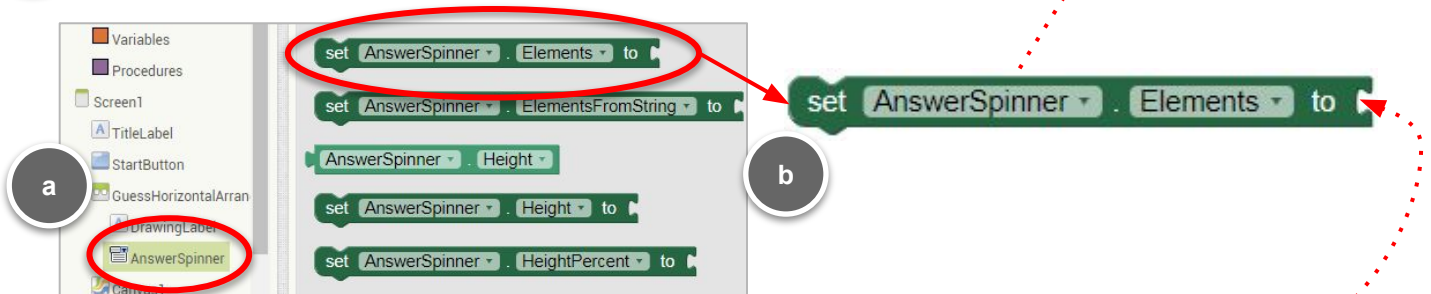 Variables
Procedures
Screen1
A TitleLabel
StartButton
GuessHorizontalArran
DrawingLabel
AnswerSpinner
a
set AnswerSpinner . Elements to
set AnswerSpinner . ElementsFromString to
AnswerSpinner . Height
set AnswerSpinner . Height to
set AnswerSpinner . HeightPercent to
b
set AnswerSpinner . Elements to